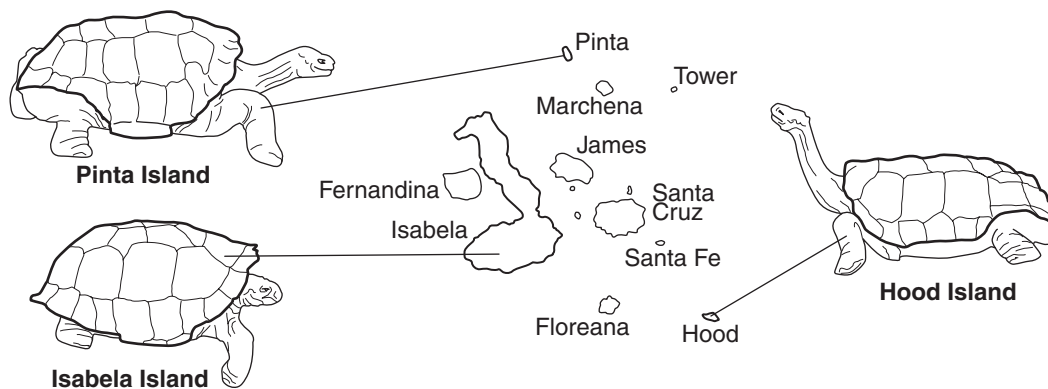 Pinta
Tower
Marchena
James
Pinta Island
Fernandina
Santa
Cruz
Isabela
Santa Fe
Hood Island
Floreana
Hood
Isabela Island